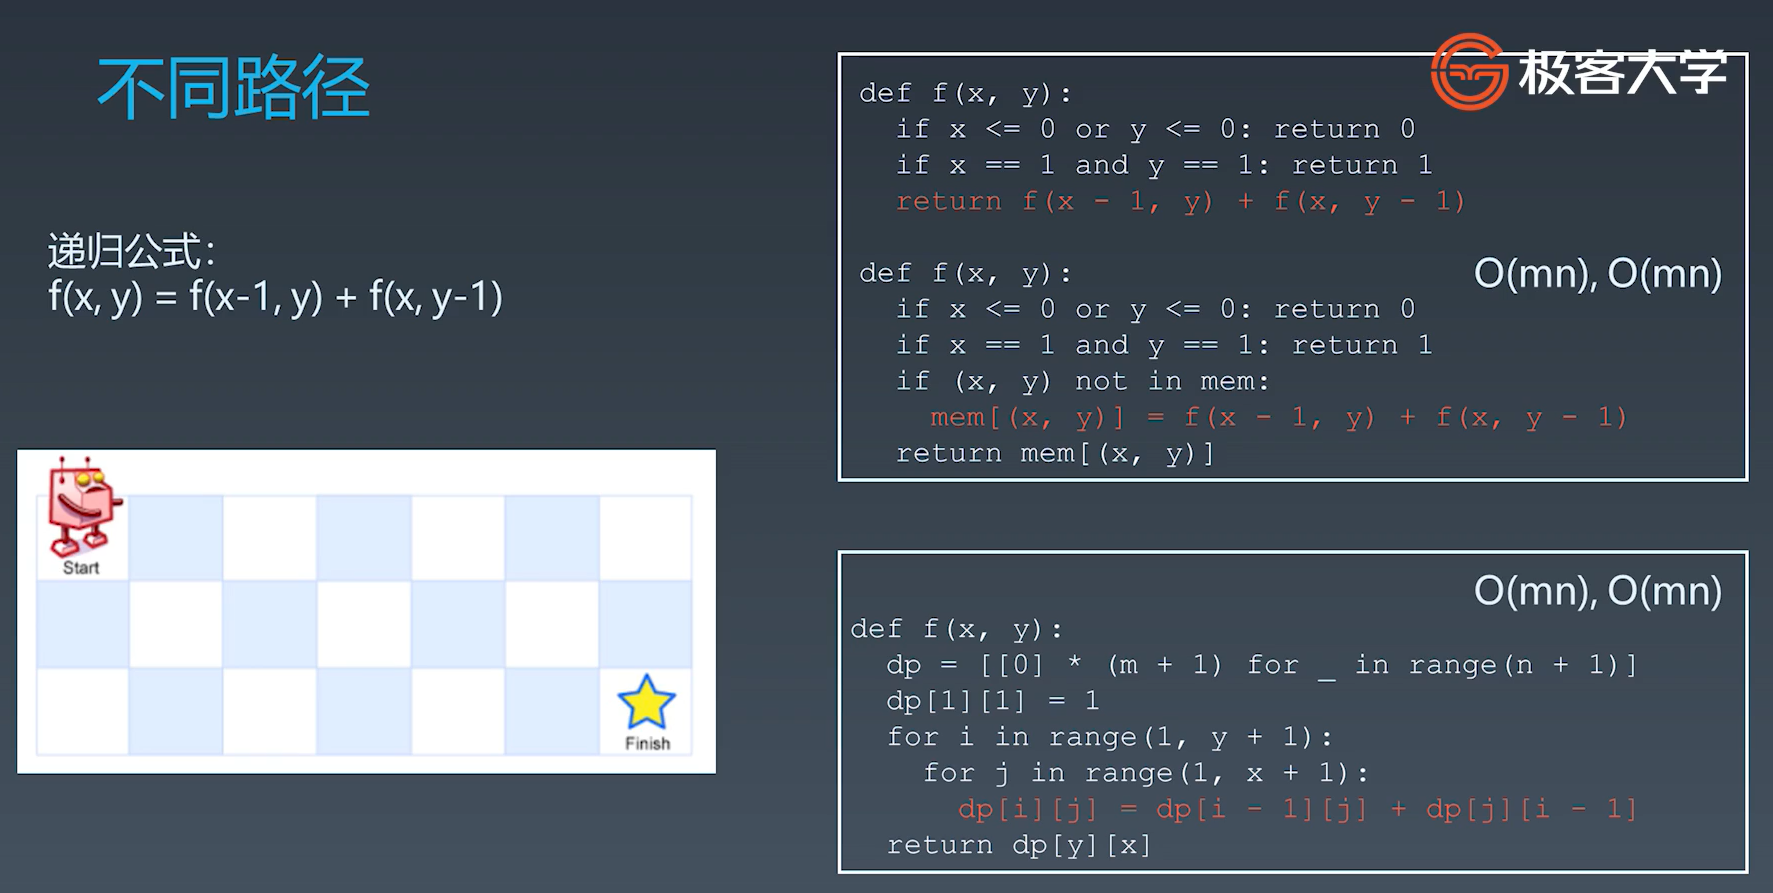 不同路径
极客大学
递归公式：
f(x, y) = f(x-1, y) + f(x, y-1)
Start
Finish
def f(x, y):
  if x <= 0 or y <= 0: return 0
  if x == 1 and y == 1: return 1
  return f(x - 1, y) + f(x, y - 1)
O(mn), O(mn)
def f(x, y):
  if x <= 0 or y <= 0: return 0
  if x == 1 and y == 1: return 1
  if (x, y) not in mem:
    mem[(x, y)] = f(x - 1, y) + f(x, y - 1)
  return mem[(x, y)]
O(mn), O(mn)
def f(x, y):
  dp = [[0] * (m + 1) for _ in range(n + 1)]
  dp[1][1] = 1
  for i in range(1, y + 1):
    for j in range(1, x + 1):
      dp[i][j] = dp[i - 1][j] + dp[j][i - 1]
  return dp[y][x]